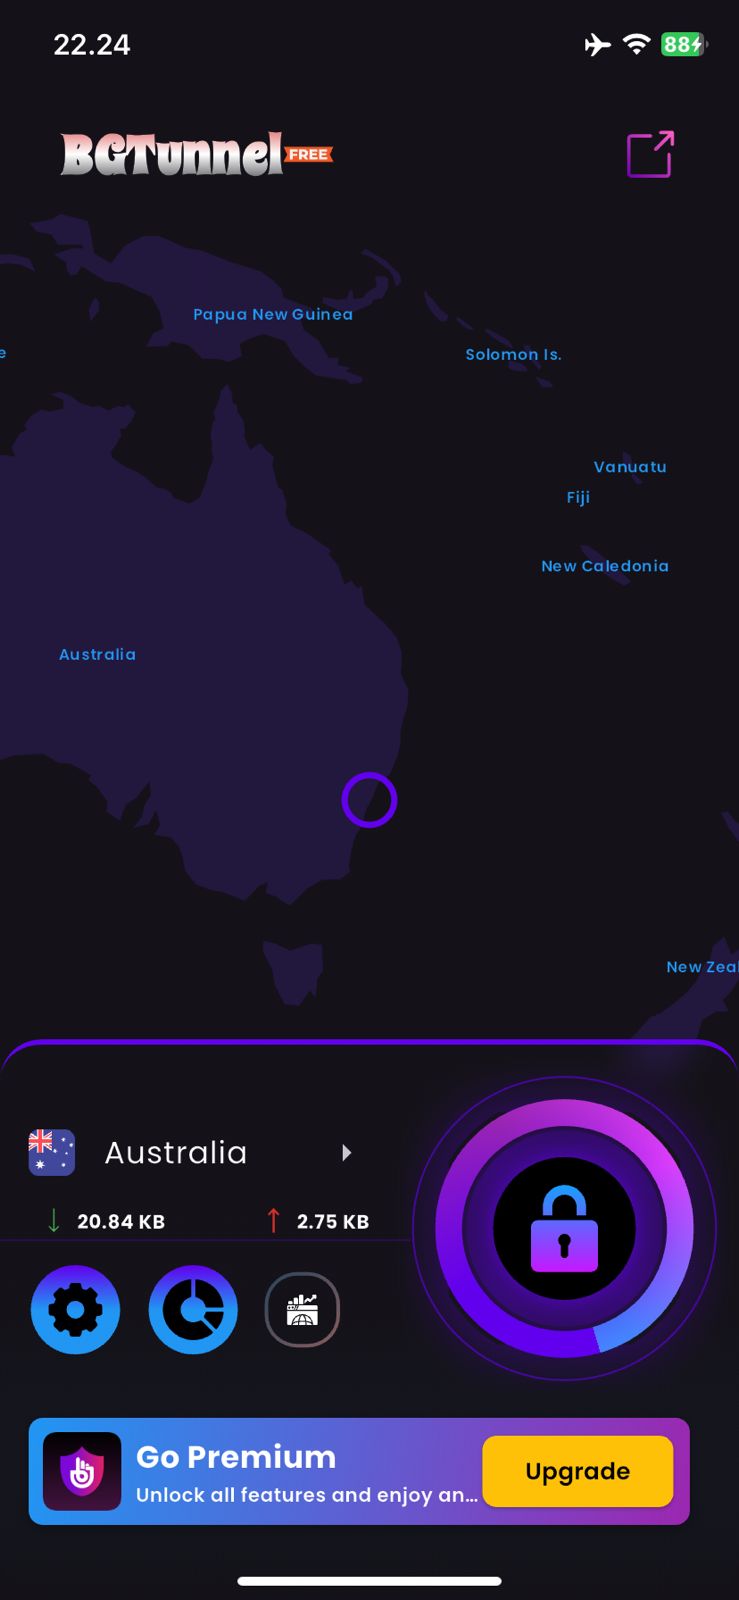 22.24
88
BGTunnel FREE
Papua New Guinea
e
Solomon Is.
Vanuatu
Fiji
New Caledonia
Australia
New Zeal
Australia
20.84 KB
2.75 KB
Go Premium
Unlock all features and enjoy an...
Upgrade